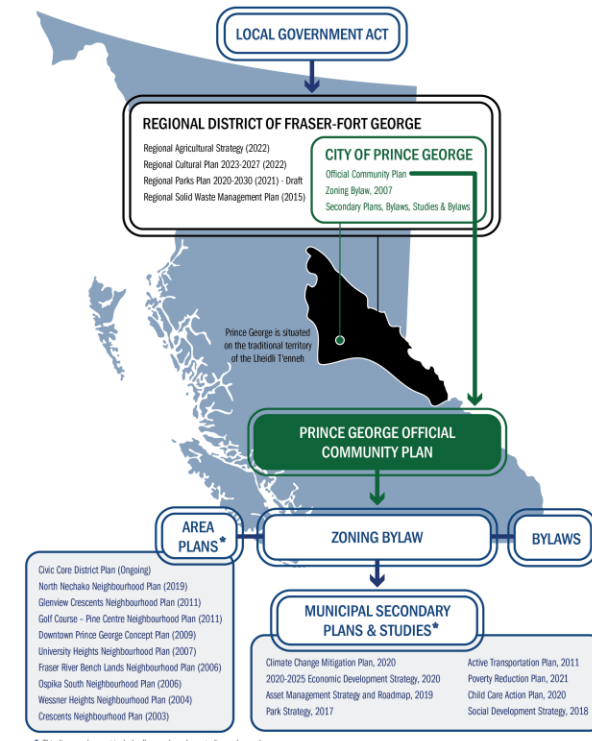 LOCAL GOVERNMENT ACT
REGIONAL DISTRICT OF FRASER-FORT GEORGE
Regional Agricultural Strategy (2022)
Regional Cultural Plan 2023-2027 (2022)
Regional Parks Plan 2020-2030 (2021) - Draft
Regional Solid Waste Management Plan (2015)
CITY OF PRINCE GEORGE
Official Community Plan
Zoning Bylaw, 2007
Secondary Plans, Bylaws, Studies & Bylaws
Prince George is situated
on the traditional territory
of the Lheidli T'enneh
PRINCE GEORGE OFFICIAL
COMMUNITY PLAN
AREA
PLANS*
ZONING BYLAW
BYLAWS
Civic Core District Plan (Ongoing)
North Nechako Neighbourhood Plan (2019)
Glenview Crescents Neighbourhood Plan (2011)
Golf Course – Pine Centre Neighbourhood Plan (2011)
Downtown Prince George Concept Plan (2009)
University Heights Neighbourhood Plan (2007)
Fraser River Bench Lands Neighbourhood Plan (2006)
Ospika South Neighbourhood Plan (2006)
Wessner Heights Neighbourhood Plan (2004)
Crescents Neighbourhood Plan (2003)
MUNICIPAL SECONDARY
PLANS & STUDIES*
Climate Change Mitigation Plan, 2020
2020-2025 Economic Development Strategy, 2020
Asset Management Strategy and Roadmap, 2019
Park Strategy, 2017
Active Transportation Plan, 2011
Poverty Reduction Plan, 2021
Child Care Action Plan, 2020
Social Development Strategy, 2018